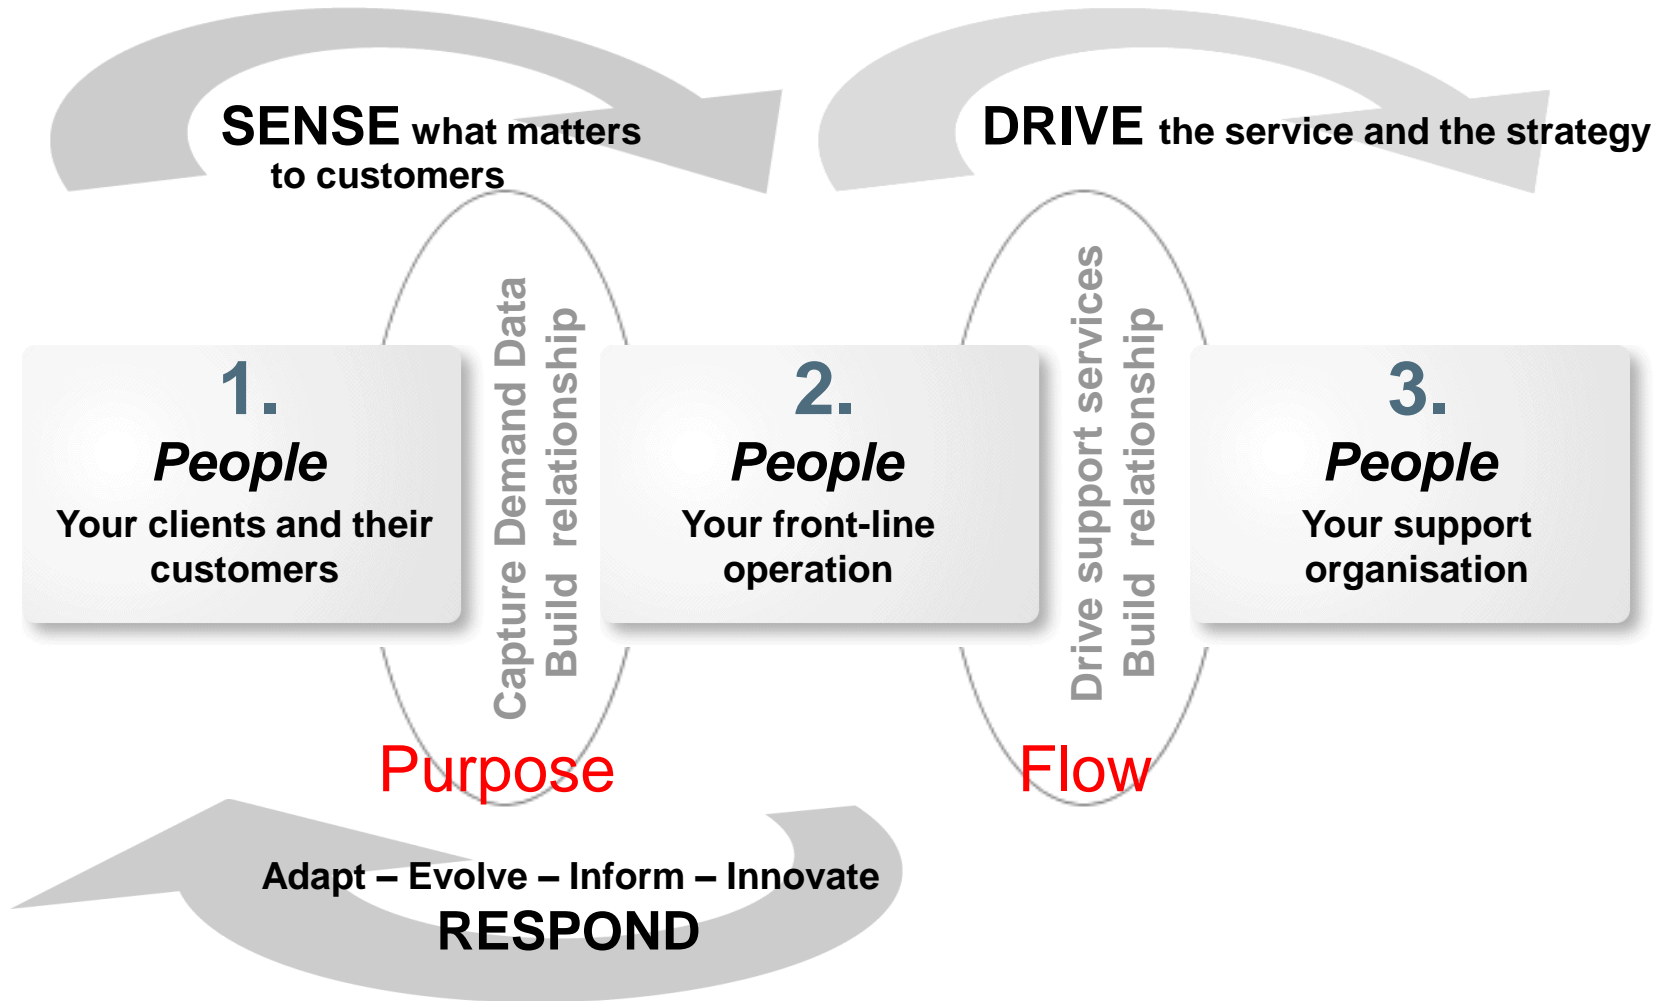 SENSE what matters
to customers
DRIVE the service and the strategy
1.
People
Your clients and their
customers
Capture Demand Data
Build relationship
2.
People
Your front-line
operation
Drive support services
Build relationship
3.
People
Your support
organisation
Purpose
Flow
Adapt – Evolve – Inform – Innovate
RESPOND